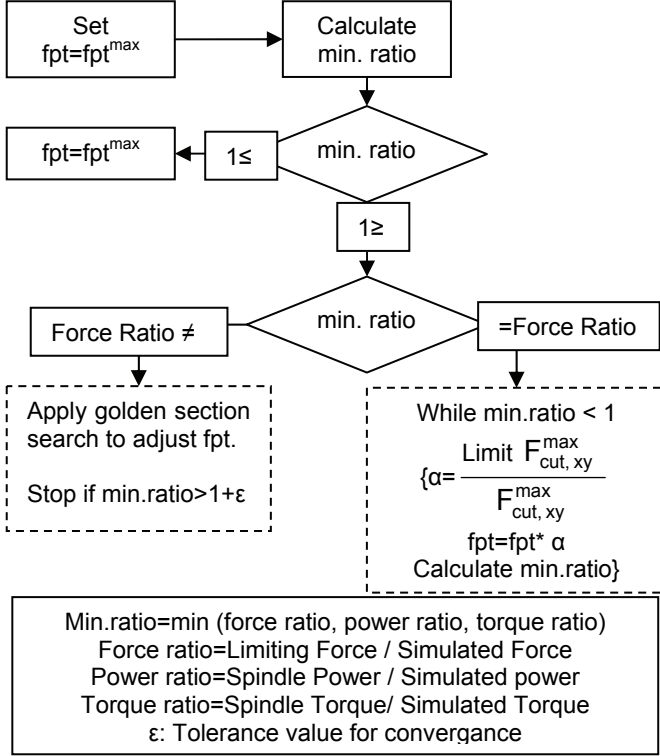 Set
fpt=fpt^max
Calculate
min. ratio
fpt=fpt^max
1≤
min. ratio
1≥
Force Ratio ≠
min. ratio
=Force Ratio
Apply golden section
search to adjust fpt.
Stop if min.ratio>1+ε
While min.ratio < 1
Limit F^max_cut, xy
{α=
F^max_cut, xy
fpt=fpt* α
Calculate min.ratio}
Min.ratio=min (force ratio, power ratio, torque ratio)
Force ratio=Limiting Force / Simulated Force
Power ratio=Spindle Power / Simulated power
Torque ratio=Spindle Torque/ Simulated Torque
ε: Tolerance value for convergance